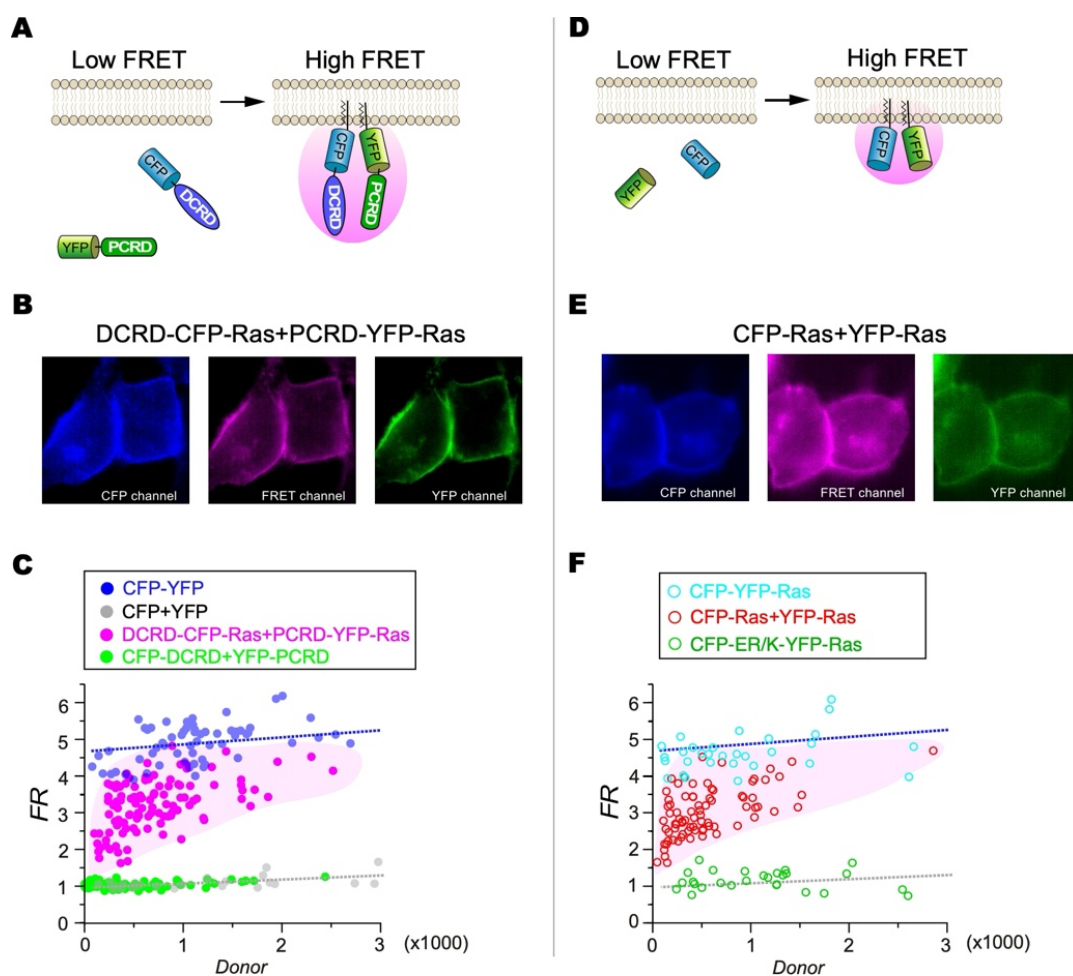 A
Low FRET
High FRET
CFP
DCRD
YFP
PCRD
CFP
DCRD
YFP
PCRD
B
DCRD-CFP-Ras+PCRD-YFP-Ras
CFP channel
FRET channel
YFP channel
C
CFP-YFP
CFP+YFP
DCRD-CFP-Ras+PCRD-YFP-Ras
CFP-DCRD+YFP-PCRD
FR
6
5
4
3
2
1
0
0
1
2
3
(x1000)
Donor
D
Low FRET
High FRET
YFP
CFP
CFP
YFP
E
CFP-Ras+YFP-Ras
CFP channel
FRET channel
YFP channel
F
CFP-YFP-Ras
CFP-Ras+YFP-Ras
CFP-ER/K-YFP-Ras
FR
6
5
4
3
2
1
0
0
1
2
3
(x1000)
Donor